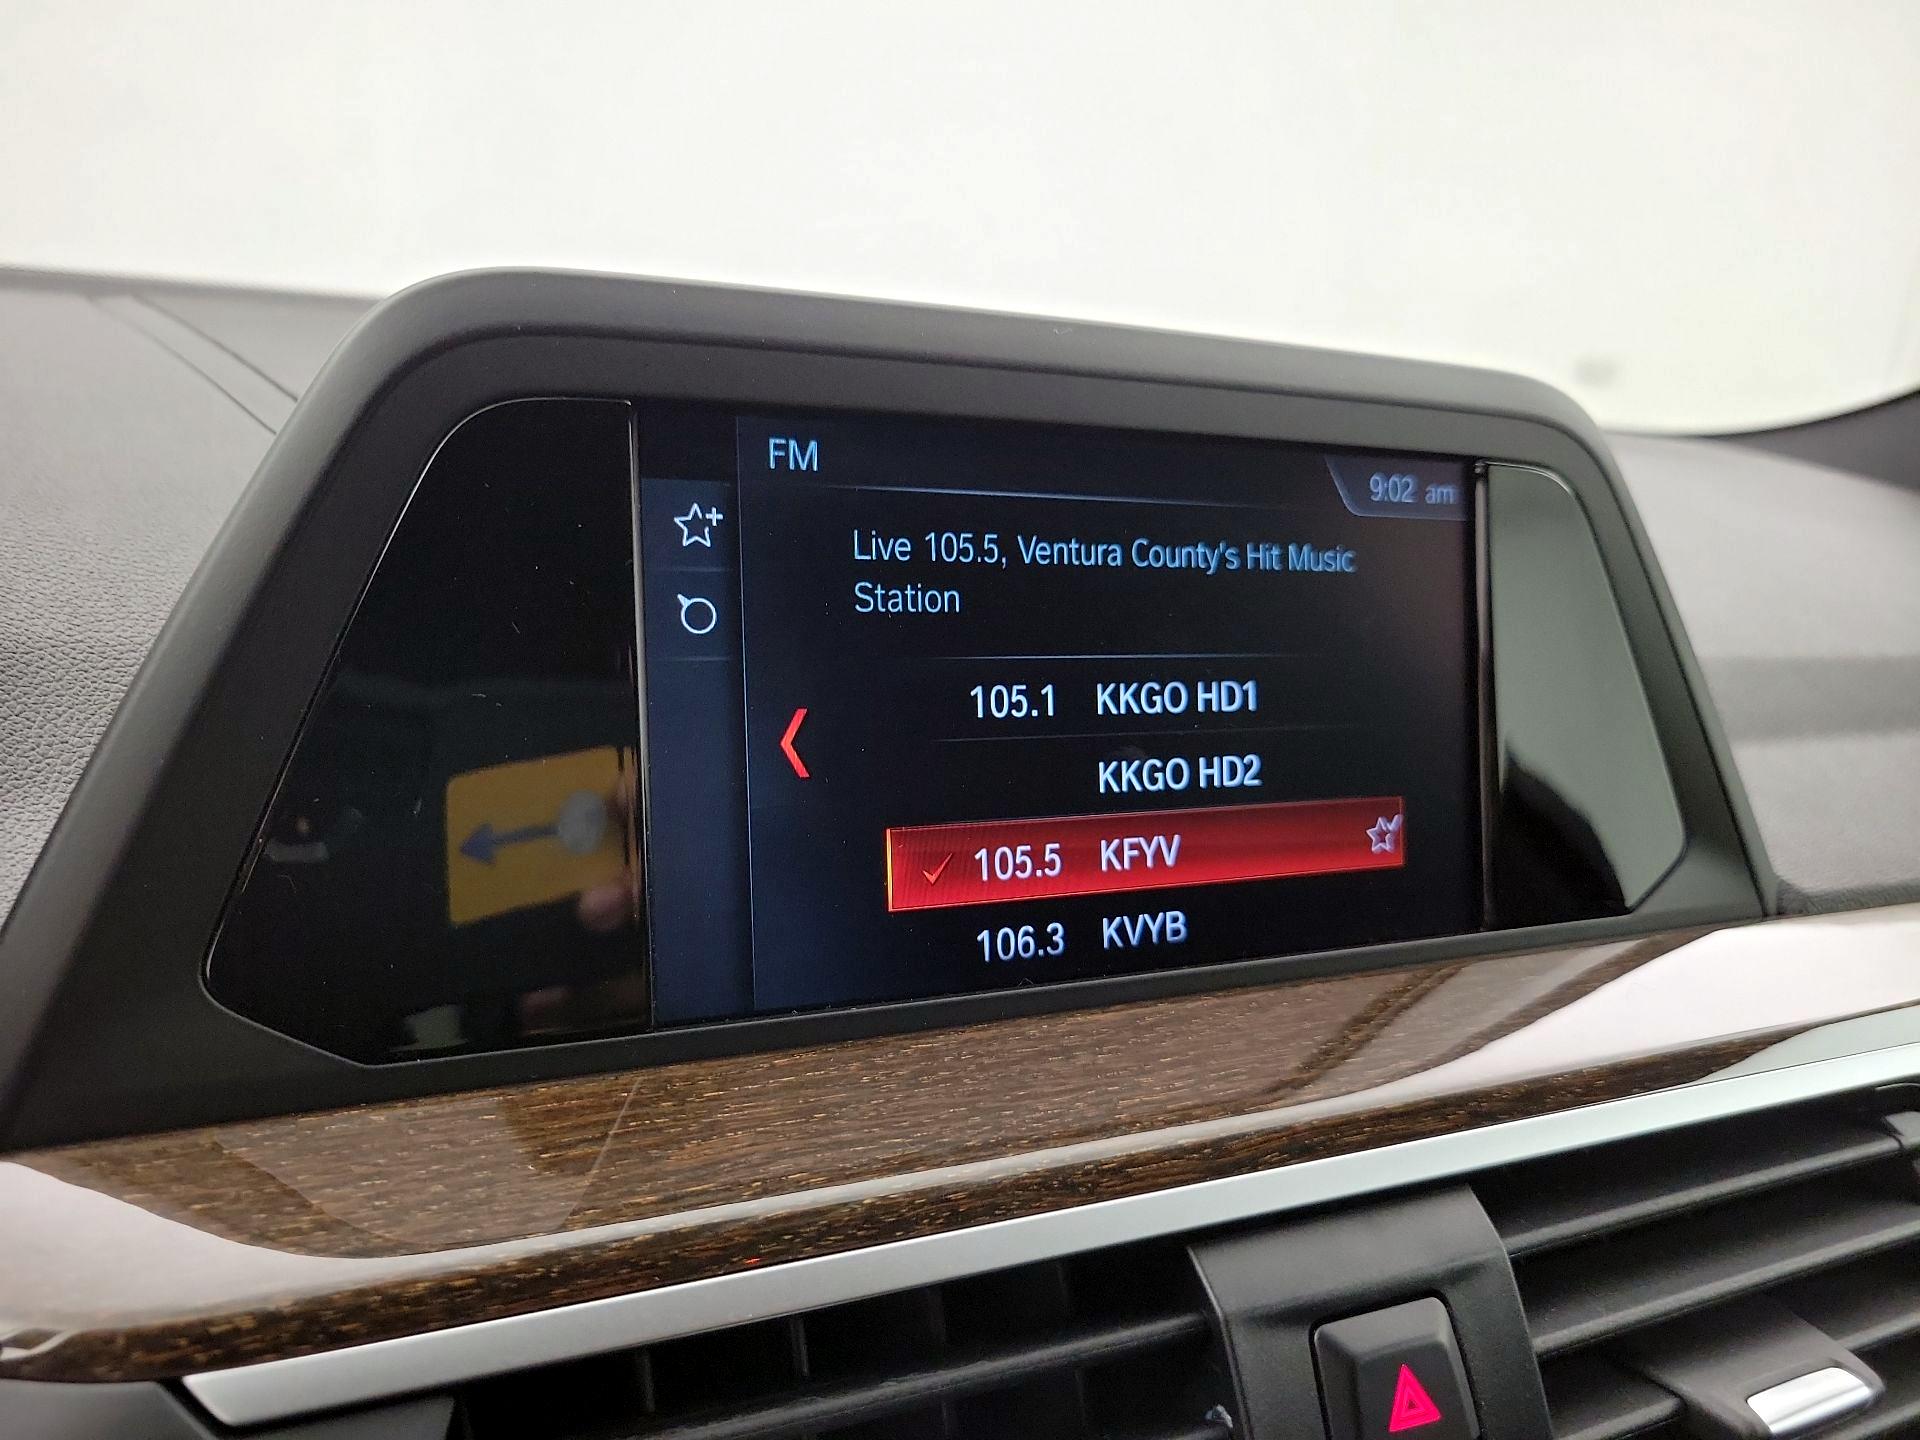 FM
9:02 am
Live 105.5, Ventura County's Hit Music
Station
105.1 KKGO HD1
KKGO HD2
105.5 KFYV
106.3 KVYB